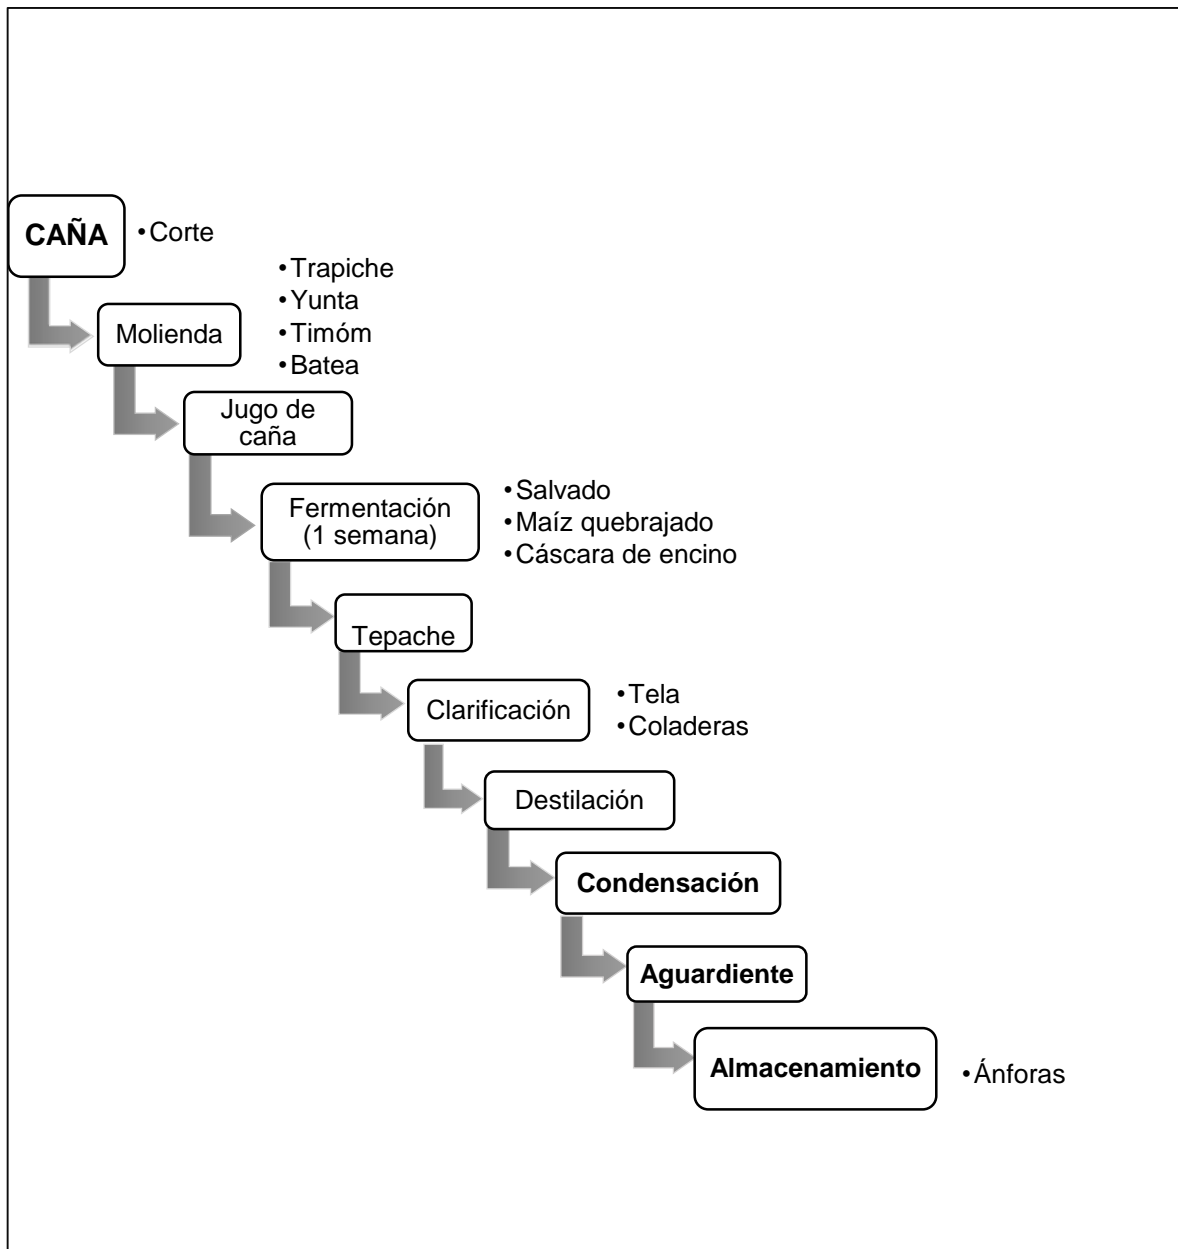 CAÑA
•Corte
•Trapiche
•Yunta
•Timóm
•Batea
Molienda
Jugo de
caña
Fermentación
(1 semana)
•Salvado
•Maíz quebrajado
•Cáscara de encino
Tepache
Clarificación
•Tela
•Coladeras
Destilación
Condensación
Aguardiente
Almacenamiento
•Ánforas